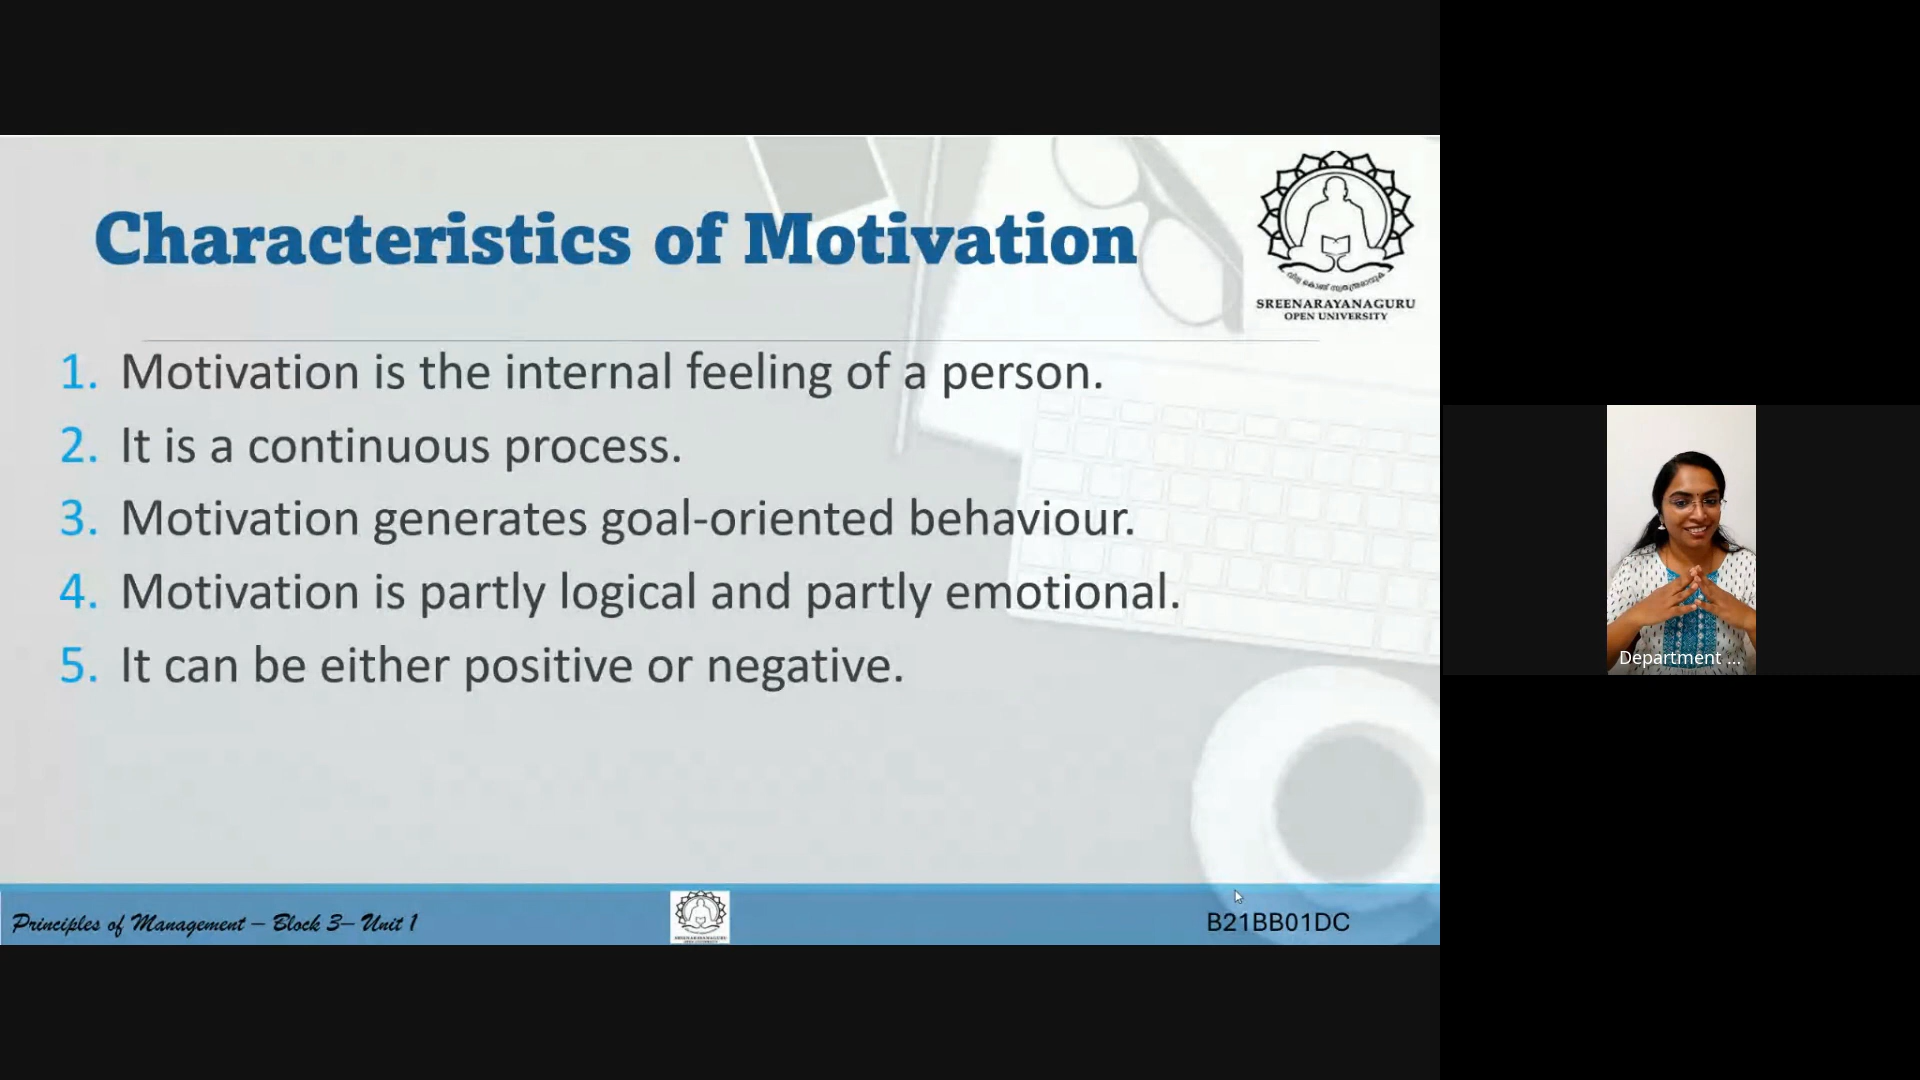 Characteristics of Motivation
SREENARAYANAGURU
OPEN UNIVERSITY
1. Motivation is the internal feeling of a person.
2. It is a continuous process.
3. Motivation generates goal-oriented behaviour.
4. Motivation is partly logical and partly emotional.
5. It can be either positive or negative.
Department ...
Principles of Management – Block 3– Unit 1
B21BB01DC